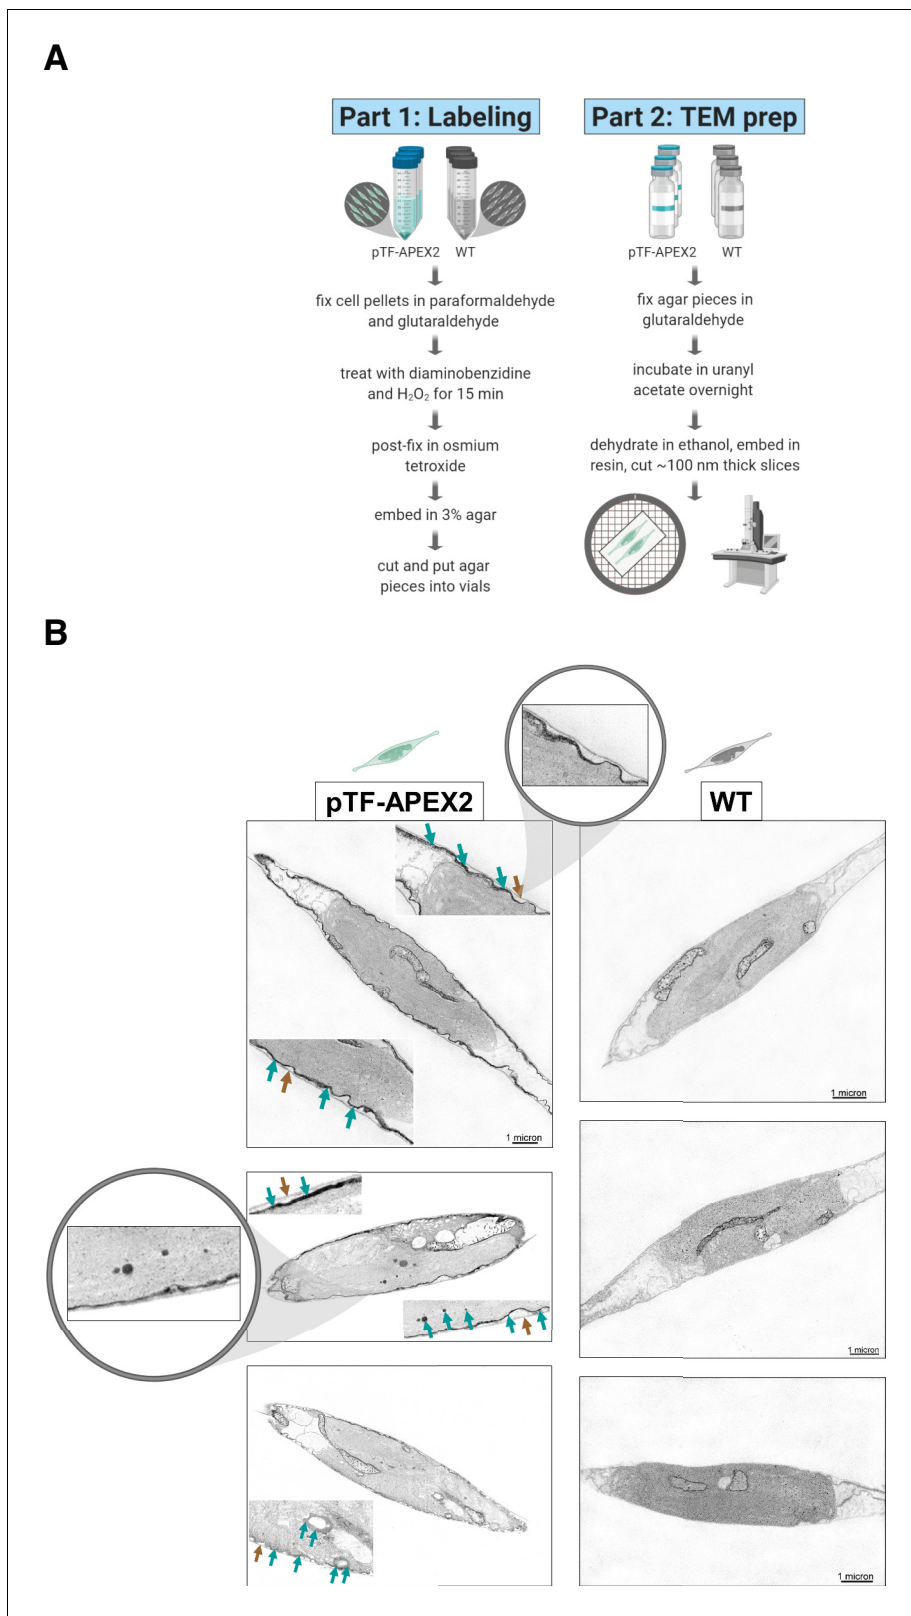 A
Part 1: Labeling
pTF-APEX2 WT
fix cell pellets in paraformaldehyde
and glutaraldehyde
treat with diaminobenzidine
and H₂O₂ for 15 min
post-fix in osmium
tetroxide
embed in 3% agar
cut and put agar
pieces into vials
Part 2: TEM prep
pTF-APEX2 WT
fix agar pieces in
glutaraldehyde
incubate in uranyl
acetate overnight
dehydrate in ethanol, embed in
resin, cut ~100 nm thick slices
B
pTF-APEX2
WT
1 micron
1 micron
1 micron
1 micron